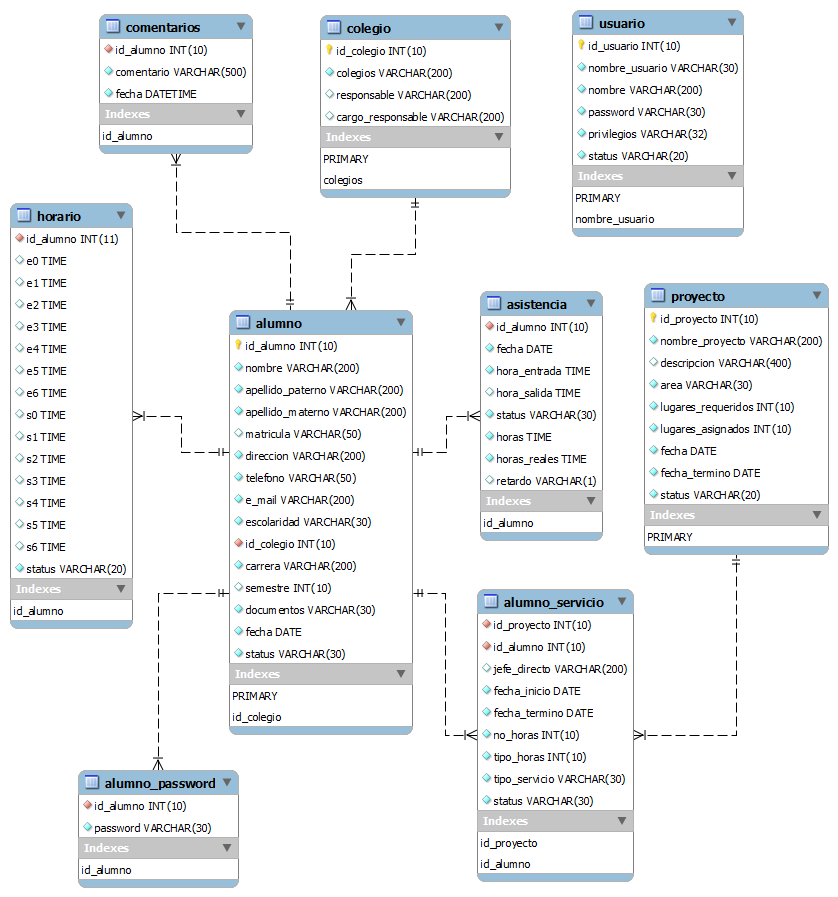 comentarios
id_alumno INT(10)
comentario VARCHAR(500)
fecha DATETIME
Indexes
id_alumno
colegio
id_colegio INT(10)
colegios VARCHAR(200)
responsable VARCHAR(200)
cargo_responsable VARCHAR(200)
Indexes
PRIMARY
colegios
usuario
id_usuario INT(10)
nombre_usuario VARCHAR(30)
nombre VARCHAR(200)
password VARCHAR(30)
privilegios VARCHAR(32)
status VARCHAR(20)
Indexes
PRIMARY
nombre_usuario
horario
id_alumno INT(11)
e0 TIME
e1 TIME
e2 TIME
e3 TIME
e4 TIME
e5 TIME
e6 TIME
s0 TIME
s1 TIME
s2 TIME
s3 TIME
s4 TIME
s5 TIME
s6 TIME
status VARCHAR(20)
Indexes
id_alumno
alumno
id_alumno INT(10)
nombre VARCHAR(200)
apellido_paterno VARCHAR(200)
apellido_materno VARCHAR(200)
matricula VARCHAR(50)
direccion VARCHAR(200)
telefono VARCHAR(50)
e_mail VARCHAR(200)
escolaridad VARCHAR(30)
id_colegio INT(10)
carrera VARCHAR(200)
semestre INT(10)
documentos VARCHAR(30)
fecha DATE
status VARCHAR(30)
Indexes
PRIMARY
id_colegio
asistencia
id_alumno INT(10)
fecha DATE
hora_entrada TIME
hora_salida TIME
status VARCHAR(30)
horas TIME
horas_reales TIME
retardo VARCHAR(1)
Indexes
id_alumno
proyecto
id_proyecto INT(10)
nombre_proyecto VARCHAR(200)
descripcion VARCHAR(400)
area VARCHAR(30)
lugares_requeridos INT(10)
lugares_asignados INT(10)
fecha DATE
fecha_termino DATE
status VARCHAR(20)
Indexes
PRIMARY
alumno_servicio
id_proyecto INT(10)
id_alumno INT(10)
jefe_directo VARCHAR(200)
fecha_inicio DATE
fecha_termino DATE
no_horas INT(10)
tipo_horas INT(10)
tipo_servicio VARCHAR(30)
status VARCHAR(30)
Indexes
id_proyecto
id_alumno
alumno_password
id_alumno INT(10)
password VARCHAR(30)
Indexes
id_alumno